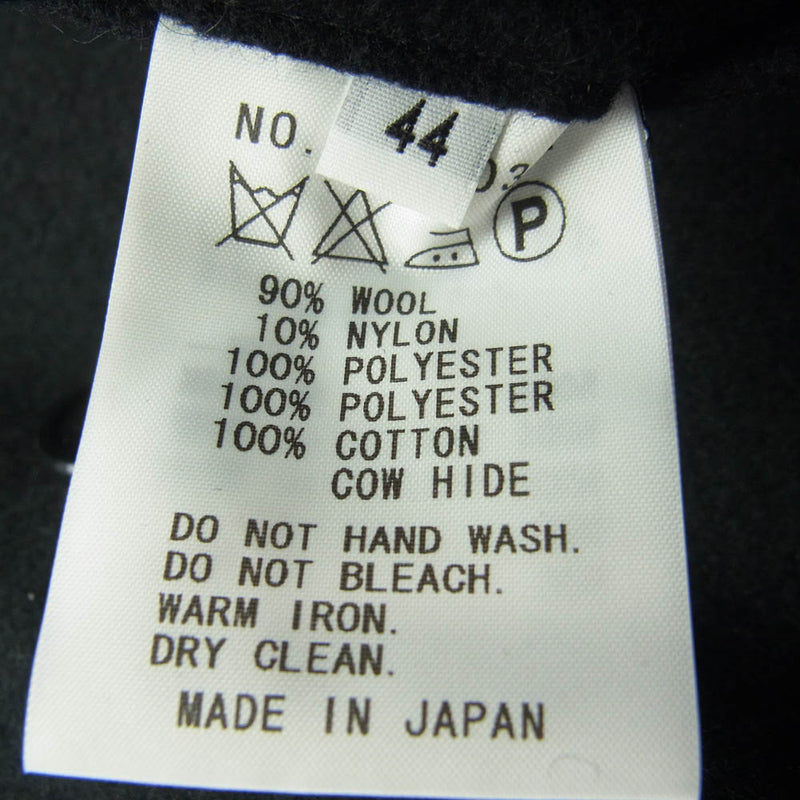 44
NO.
P
90% WOOL
10% NYLON
100% POLYESTER
100% POLYESTER
100% COTTON
COW HIDE
DO NOT HAND WASH.
DO NOT BLEACH.
WARM IRON.
DRY CLEAN.
MADE IN JAPAN